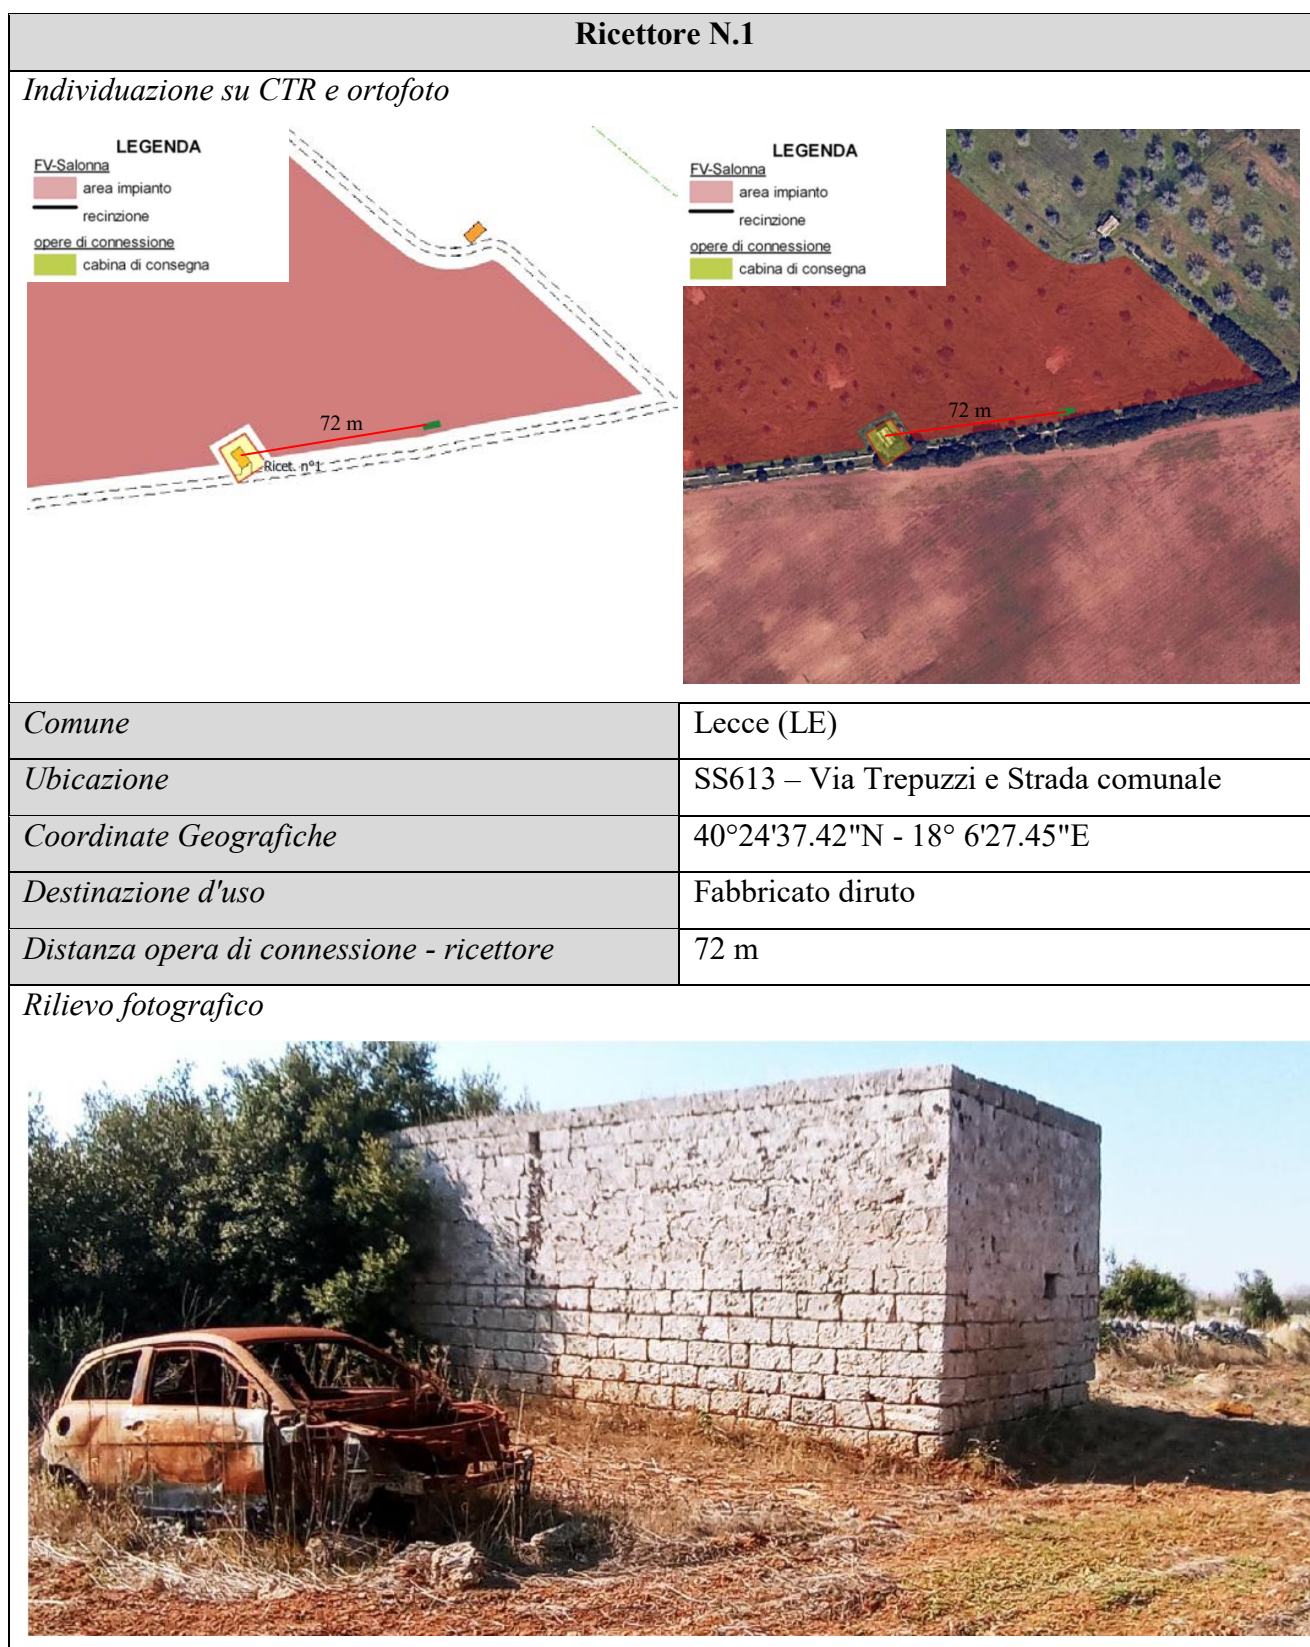 Ricettore N.1
Individuazione su CTR e ortofoto
LEGENDA
FV-Salonna
area impianto
recinzione
opere di connessione
cabina di consegna
72 m
Ricet. n°1
LEGENDA
FV-Salonna
area impianto
recinzione
opere di connessione
cabina di consegna
72 m
Comune Lecce (LE)
Ubicazione SS613 – Via Trepuzzi e Strada comunale
Coordinate Geografiche 40°24'37.42"N - 18° 6'27.45"E
Destinazione d'uso Fabbricato diruto
Distanza opera di connessione - ricettore 72 m
Rilievo fotografico